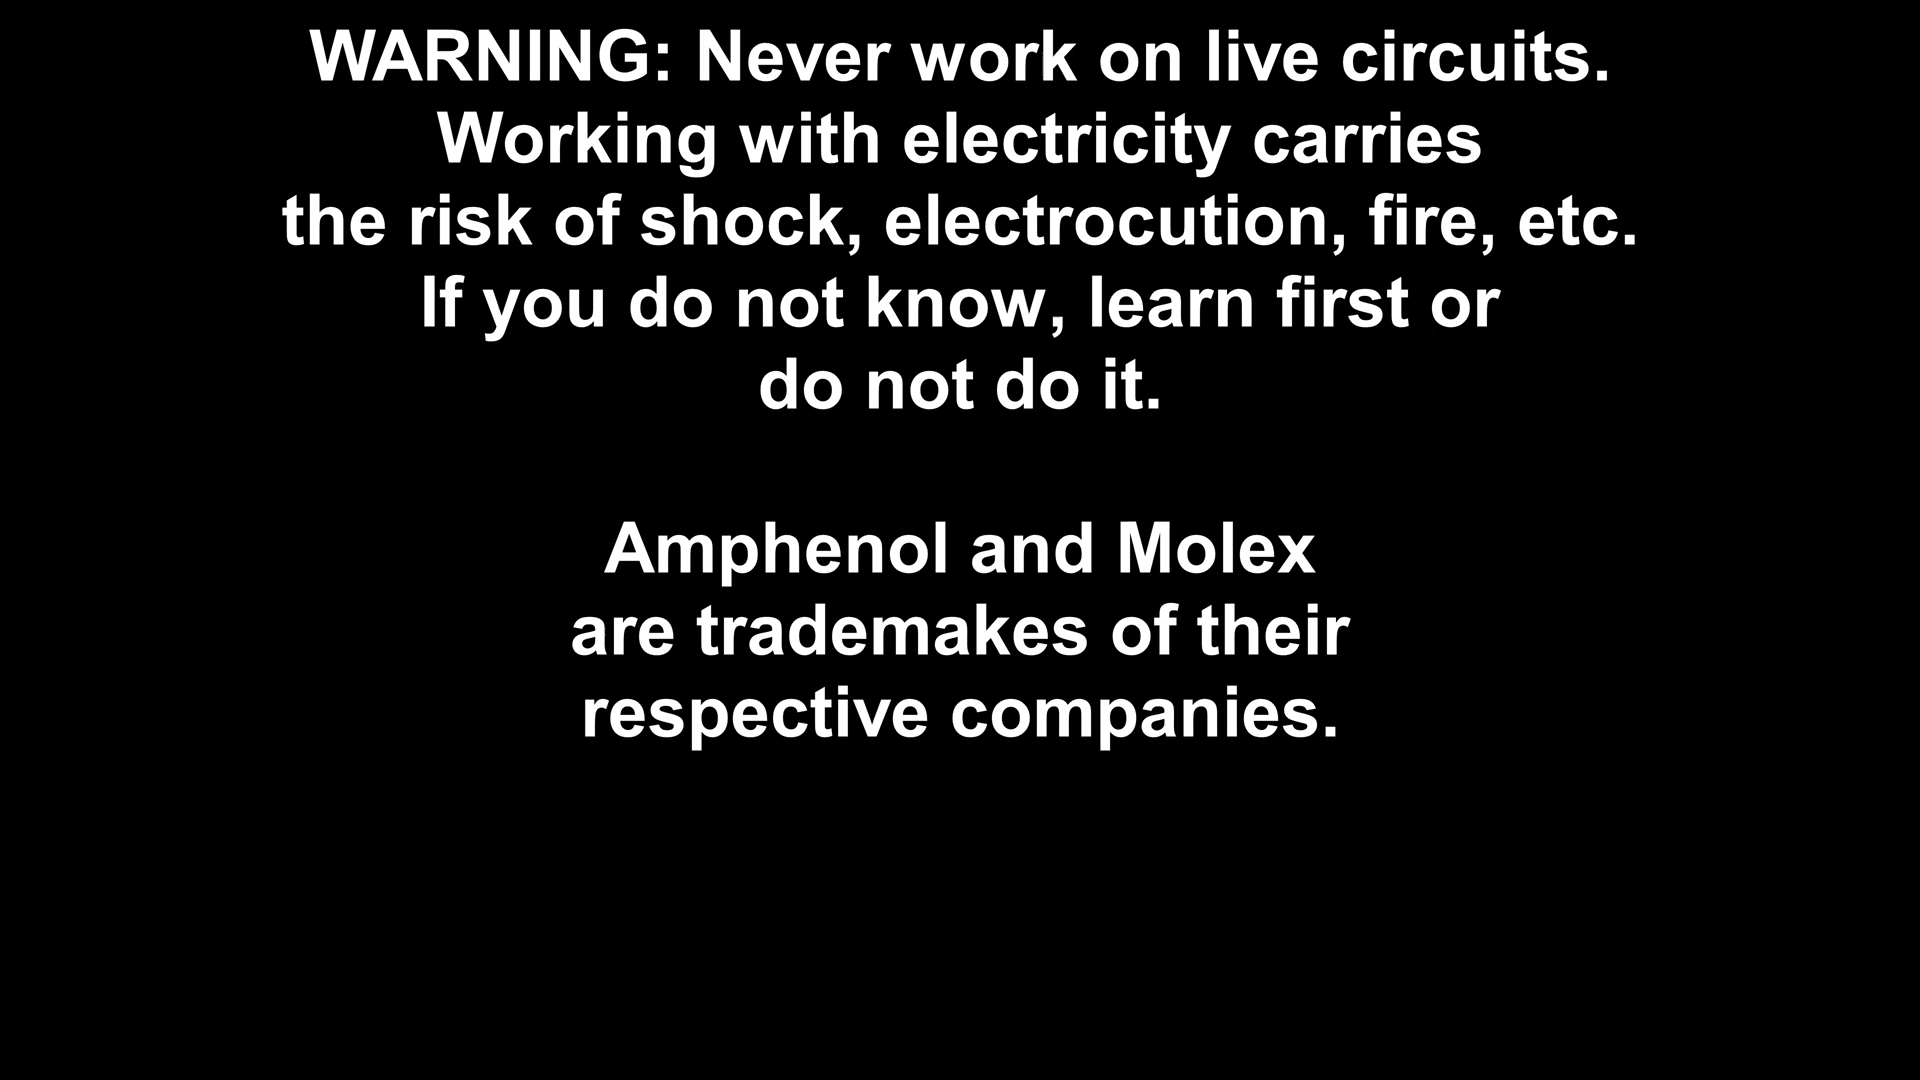 WARNING: Never work on live circuits.
Working with electricity carries
the risk of shock, electrocution, fire, etc.
If you do not know, learn first or
do not do it.
Amphenol and Molex
are trademakes of their
respective companies.